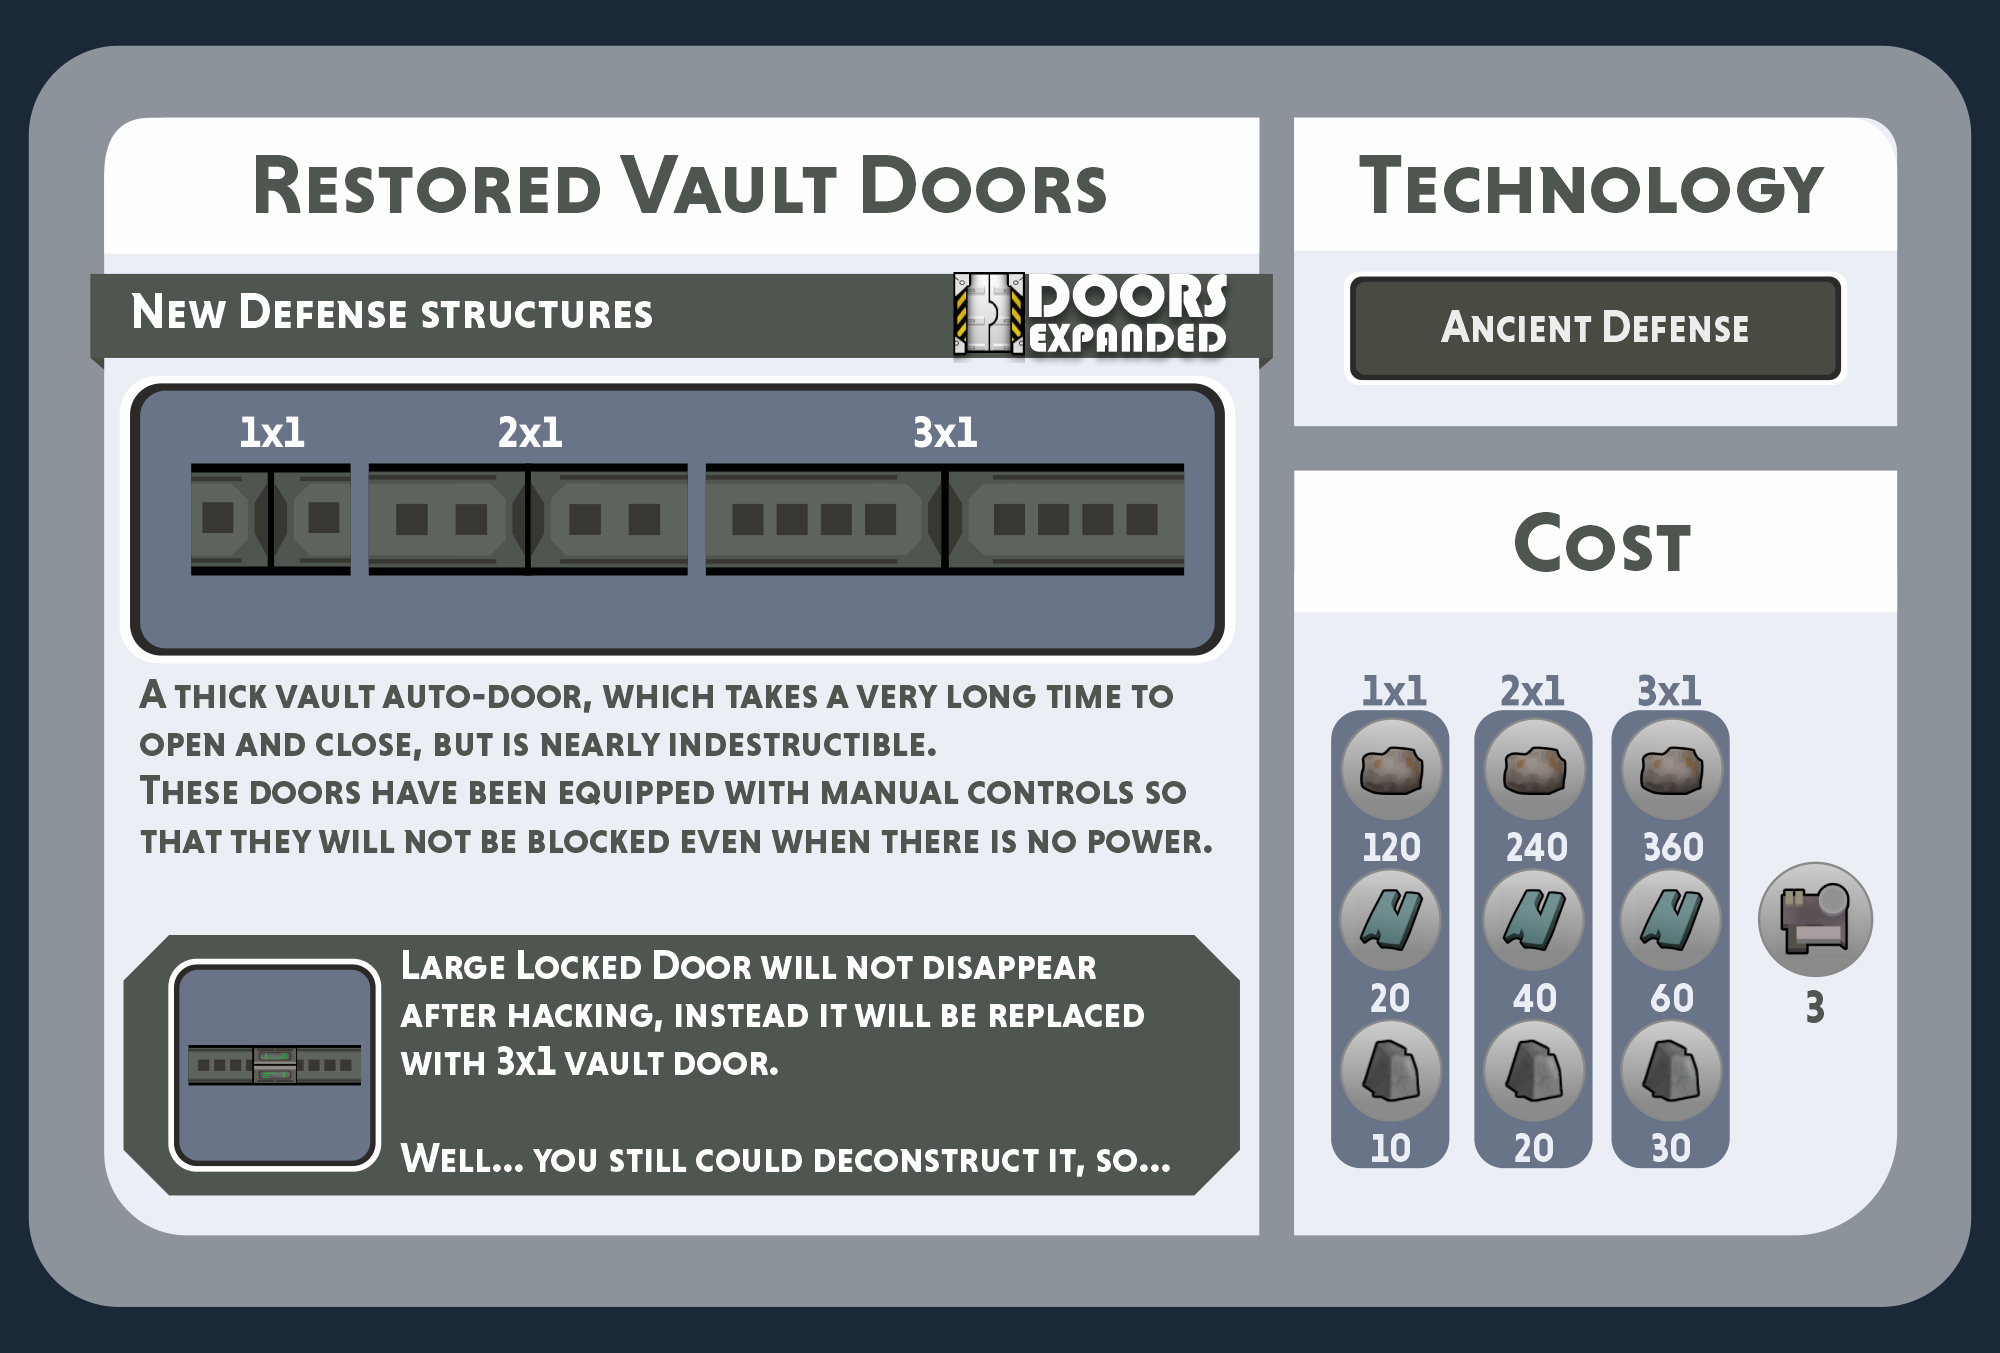 Restored Vault Doors
New Defense structures
DOORS
EXPANDED
1x1 2x1 3x1
A thick vault auto-door, which takes a very long time to
open and close, but is nearly indestructible.
These doors have been equipped with manual controls so
that they will not be blocked even when there is no power.
Large Locked Door will not disappear
after hacking, instead it will be replaced
with 3x1 vault door.
Well... you still could deconstruct it, so...
Technology
Ancient Defense
Cost
1x1 2x1 3x1
120 240 360
20 40 60
3
10 20 30